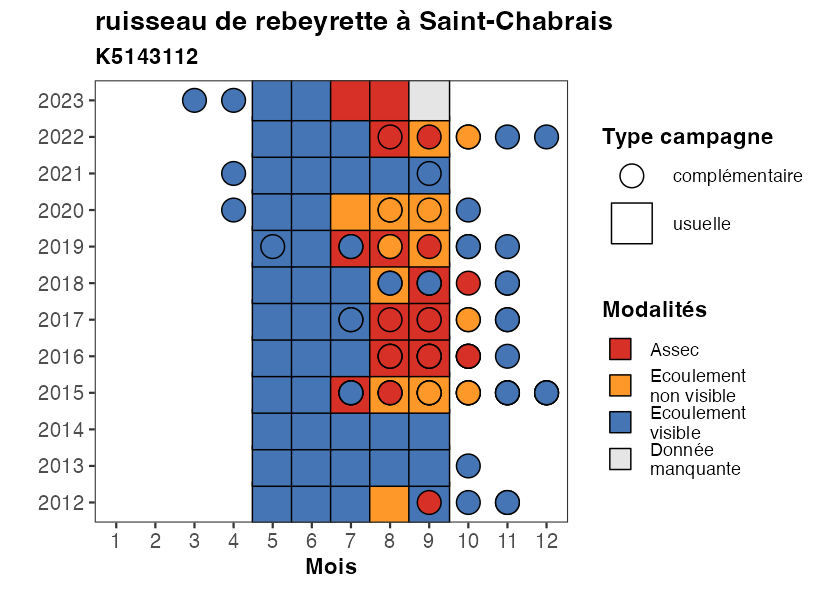 ruisseau de rebeyrette à Saint-Chabrais
K5143112
2023
2022
2021
2020
2019
2018
2017
2016
2015
2014
2013
2012
1 2 3 4 5 6 7 8 9 10 11 12
Mois
Type campagne
complémentaire
usuelle
Modalités
Assec
Ecoulement
non visible
Ecoulement
visible
Donnée
manquante